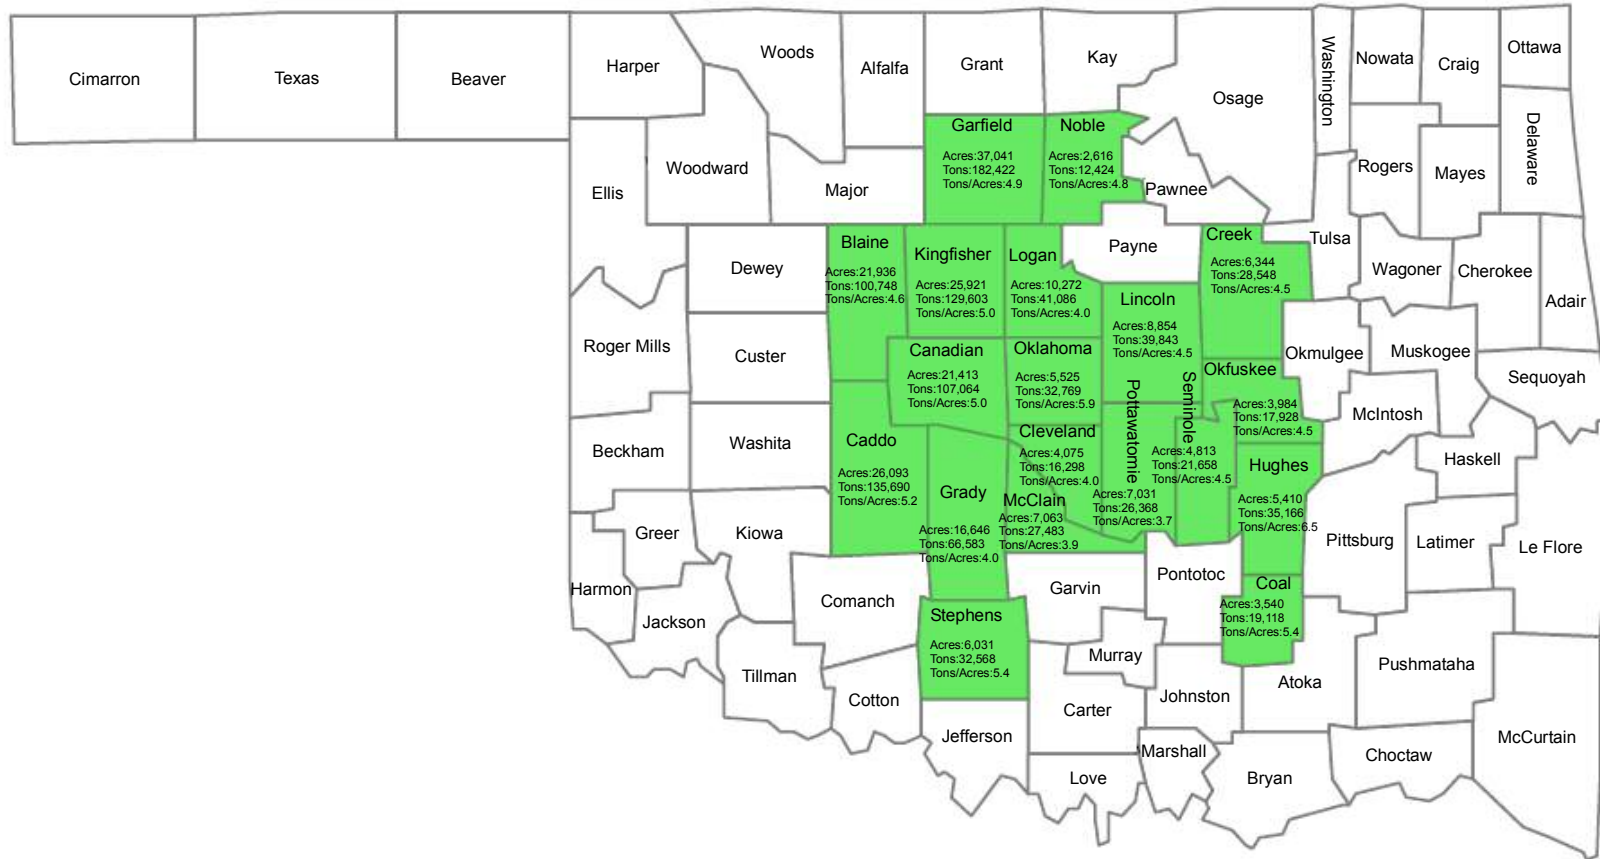 Cimarron
Texas
Beaver
Harper
Woods
Alfalfa
Grant
Kay
Osage
Washington
Nowata
Craig
Ottawa
Delaware
Ellis
Woodward
Major
Garfield
Acres:37,041
Tons:182,422
Tons/Acres:4.9
Noble
Acres:2,616
Tons:12,424
Tons/Acres:4.8
Pawnee
Rogers
Mayes
Dewey
Blaine
Acres:21,936
Tons:100,748
Tons/Acres:4.6
Kingfisher
Acres:25,921
Tons:129,603
Tons/Acres:5.0
Logan
Acres:10,272
Tons:41,086
Tons/Acres:4.0
Payne
Creek
Acres:6,344
Tons:28,548
Tons/Acres:4.5
Tulsa
Wagoner
Cherokee
Adair
Roger Mills
Custer
Canadian
Acres:21,413
Tons:107,064
Tons/Acres:5.0
Oklahoma
Acres:5,525
Tons:32,769
Tons/Acres:5.9
Lincoln
Acres:8,854
Tons:39,843
Tons/Acres:4.5
Okfuskee
Acres:3,984
Tons:17,928
Tons/Acres:4.5
Okmulgee
Muskogee
Sequoyah
McIntosh
Haskell
Beckham
Washita
Caddo
Acres:26,093
Tons:135,690
Tons/Acres:5.2
Grady
Acres:16,646
Tons:66,583
Tons/Acres:4.0
Cleveland
Acres:4,075
Tons:16,298
Tons/Acres:4.0
McClain
Acres:7,063
Tons:27,483
Tons/Acres:3.9
Pottawatomie
Acres:7,031
Tons:26,368
Tons/Acres:3.7
Seminole
Acres:4,813
Tons:21,658
Tons/Acres:4.5
Hughes
Acres:5,410
Tons:35,166
Tons/Acres:6.5
Pittsburg
Latimer
Le Flore
Greer
Kiowa
Harmon
Jackson
Comanch
Garvin
Pontotoc
Coal
Acres:3,540
Tons:19,118
Tons/Acres:5.4
Stephens
Acres:6,031
Tons:32,568
Tons/Acres:5.4
Tillman
Cotton
Murray
Johnston
Atoka
Pushmataha
Carter
Jefferson
Love
Marshall
Bryan
Choctaw
McCurtain